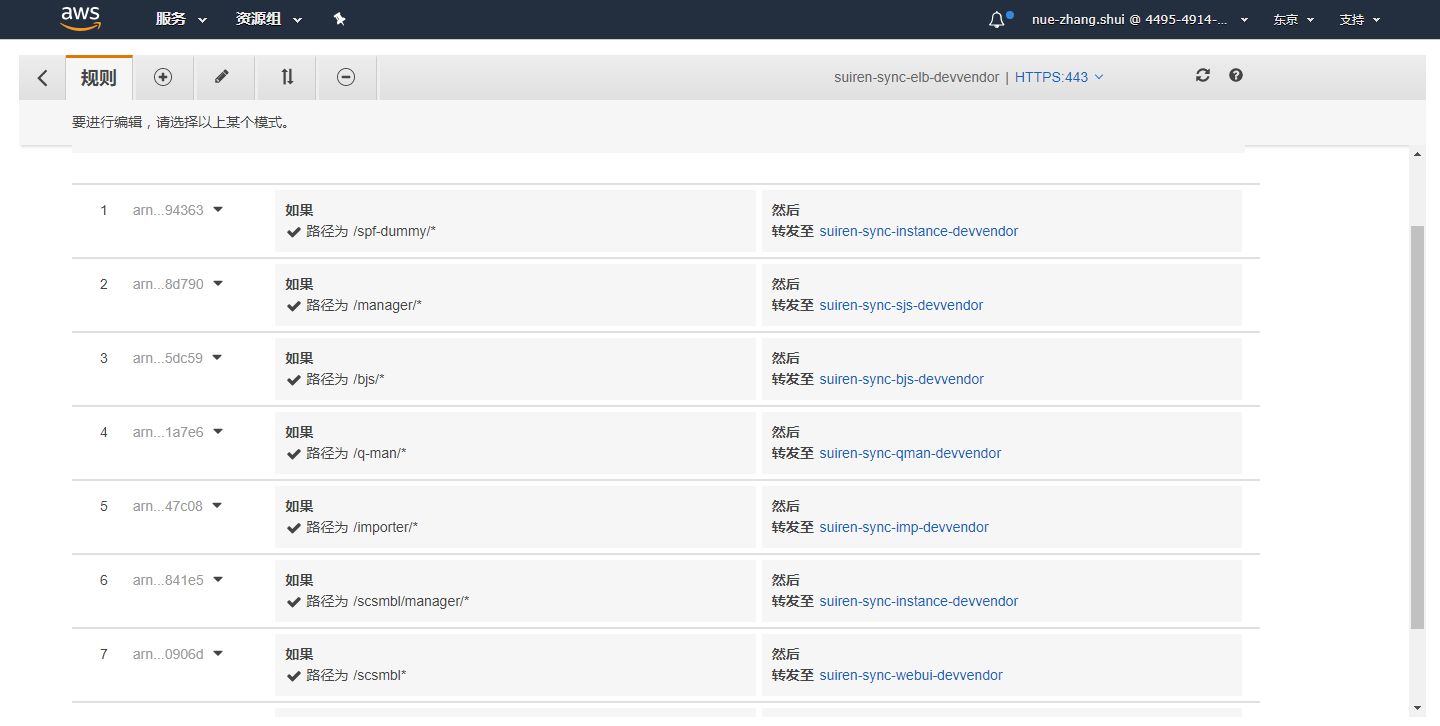 aws 服务 资源组 nue-zhang.shui @ 4495-4914-... 东京 支持
规则 suiren-sync-elb-devvendor | HTTPS:443
要进行编辑，请选择以上某个模式。
1 arn...94363 如果 然后
路径为 /spf-dummy/* 转发至 suiren-sync-instance-devvendor
2 arn...8d790 如果 然后
路径为 /manager/* 转发至 suiren-sync-sjs-devvendor
3 arn...5dc59 如果 然后
路径为 /bjs/* 转发至 suiren-sync-bjs-devvendor
4 arn...1a7e6 如果 然后
路径为 /q-man/* 转发至 suiren-sync-qman-devvendor
5 arn...47c08 如果 然后
路径为 /importer/* 转发至 suiren-sync-imp-devvendor
6 arn...841e5 如果 然后
路径为 /scsmbl/manager/* 转发至 suiren-sync-instance-devvendor
7 arn...0906d 如果 然后
路径为 /scsmbl* 转发至 suiren-sync-webui-devvendor